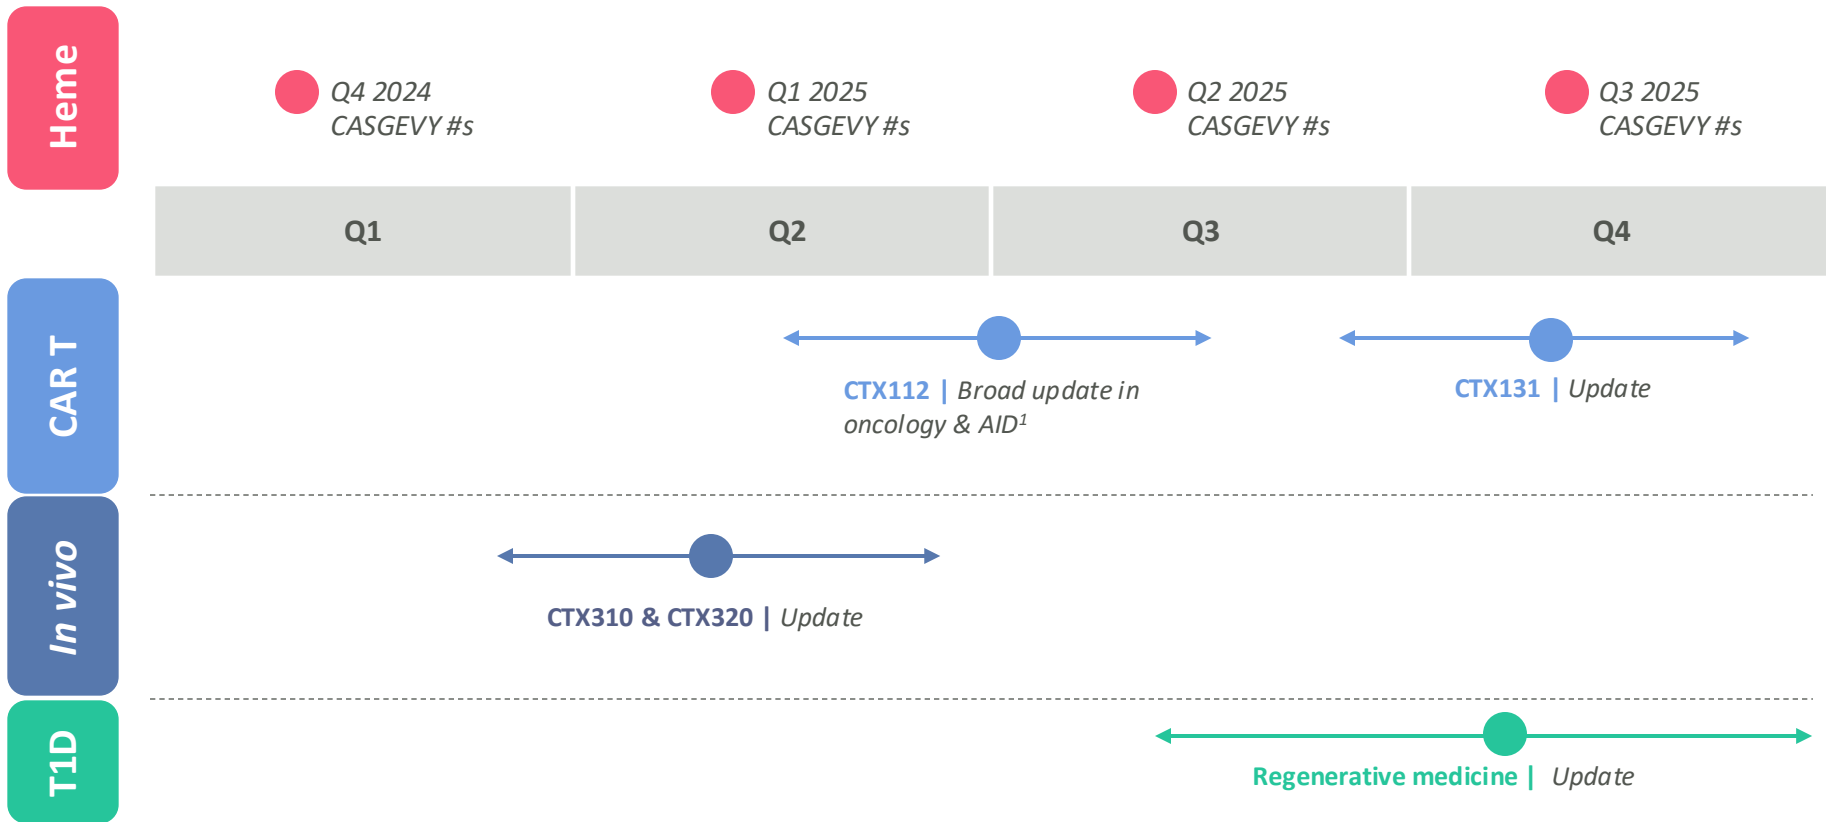 Heme
Q4 2024
CASGEVY #s
Q1 2025
CASGEVY #s
Q2 2025
CASGEVY #s
Q3 2025
CASGEVY #s
Q1
Q2
Q3
Q4
CAR T
CTX112 | Broad update in
oncology & AID¹
CTX131 | Update
In vivo
CTX310 & CTX320 | Update
T1D
Regenerative medicine | Update